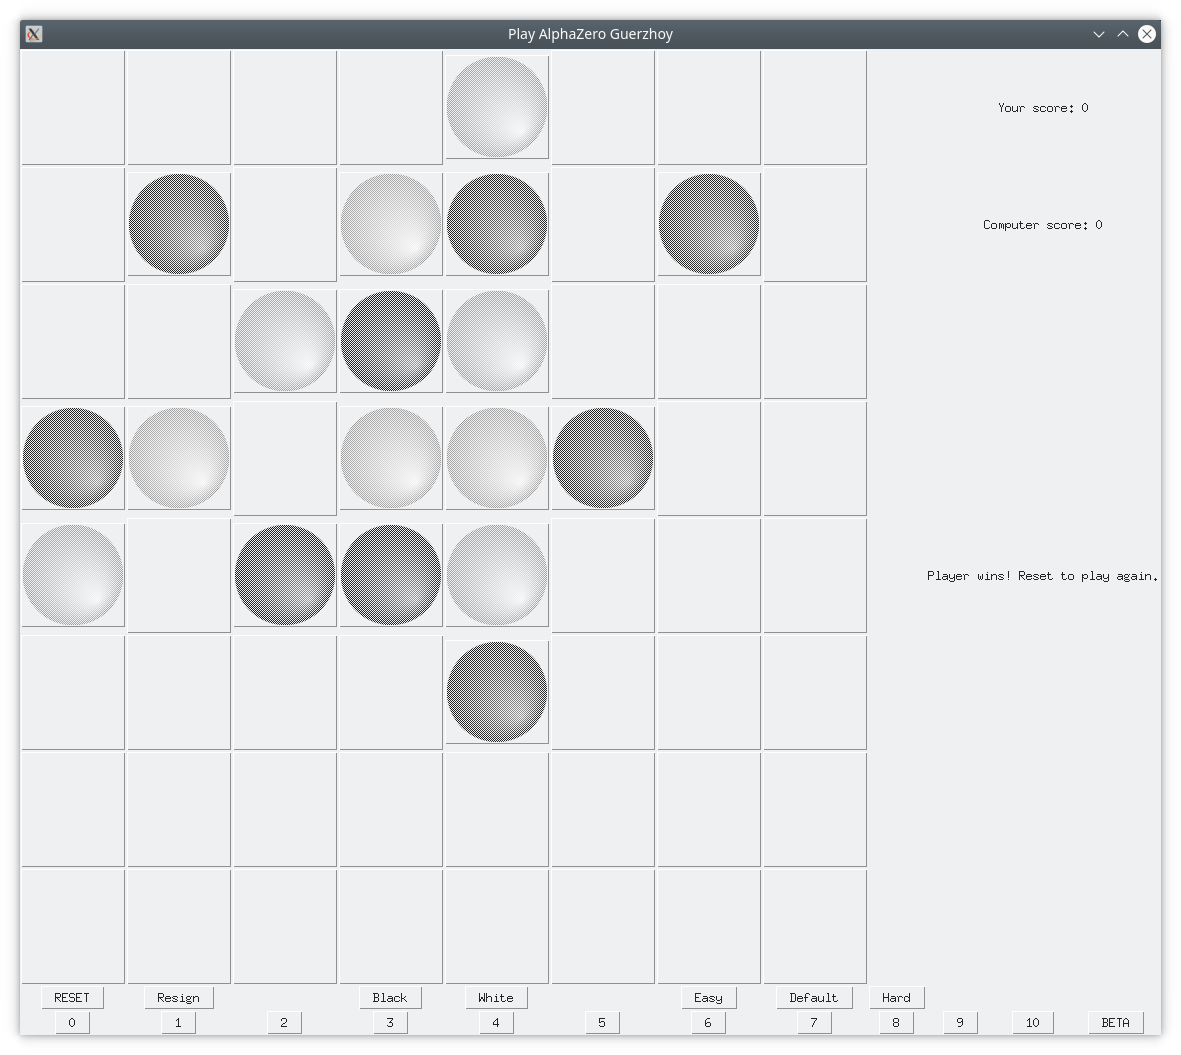 Play AlphaZero Guerzhoy
Your score: 0
Computer score: 0
Player wins! Reset to play again.
RESET Resign Black White Easy Default Hard
0 1 2 3 4 5 6 7 8 9 10 BETA